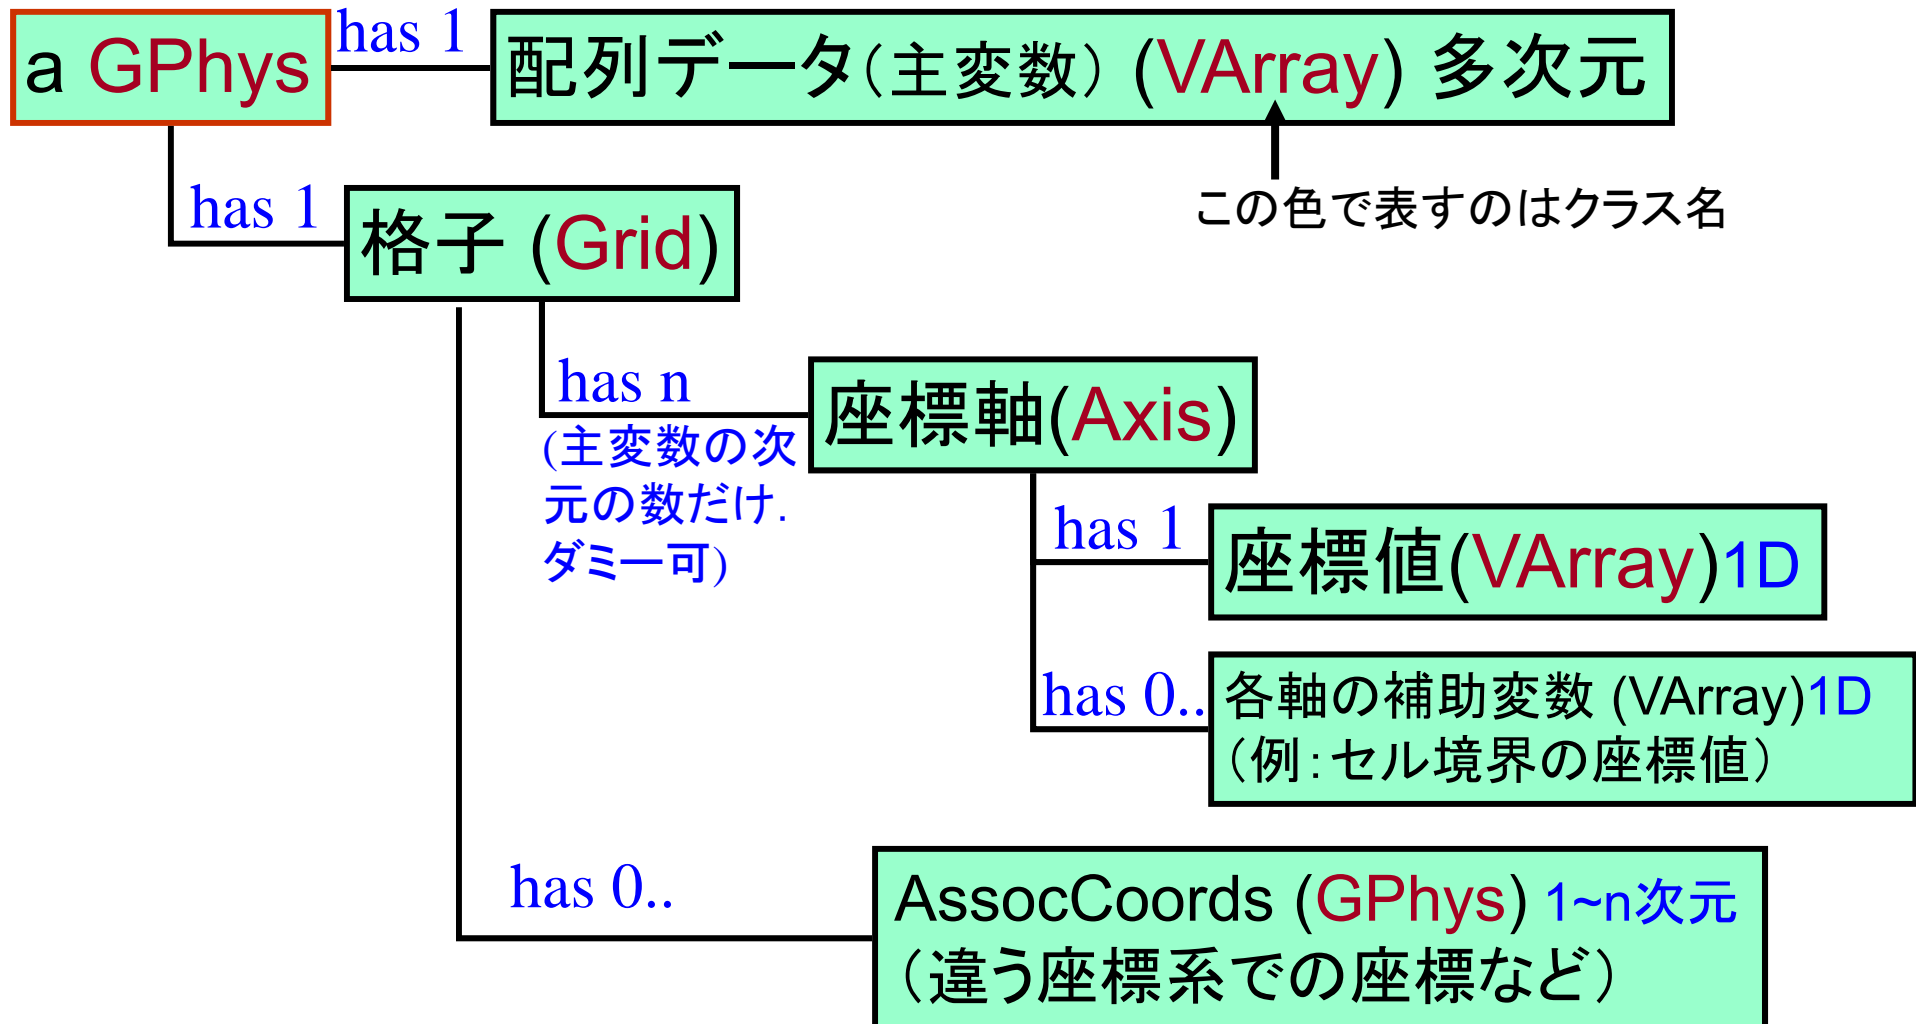 a GPhys
has 1
配列データ（主変数） (VArray) 多次元
この色で表すのはクラス名
has 1
格子 (Grid)
has n
(主変数の次
元の数だけ.
ダミー可)
座標軸(Axis)
has 1
座標値(VArray)1D
has 0..
各軸の補助変数 (VArray)1D
（例：セル境界の座標値）
has 0..
AssocCoords (GPhys) 1~n次元
（違う座標系での座標など）